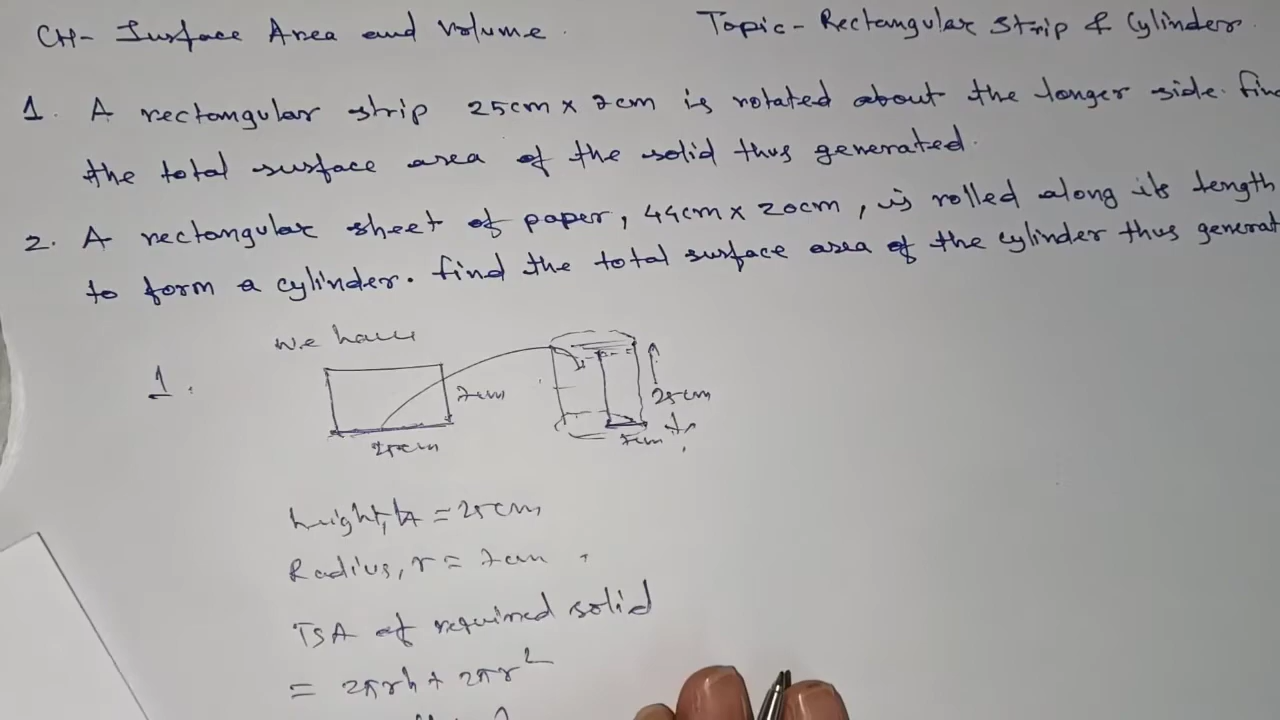 CH- Surface Area and Volume.
Topic- Rectangular Strip & Cylinder.
1. A rectangular strip 25cm x 7cm is rotated about the longer side. Find
the total surface area of the solid thus generated.
2. A rectangular sheet of paper, 44cm x 20cm, is rolled along its length
to form a cylinder. Find the total surface area of the cylinder thus generat
We have
1.
7cm
25cm
25cm
7cm
height, h = 25cm
Radius, r = 7cm
TSA of required solid
= 2πrh + 2πr²